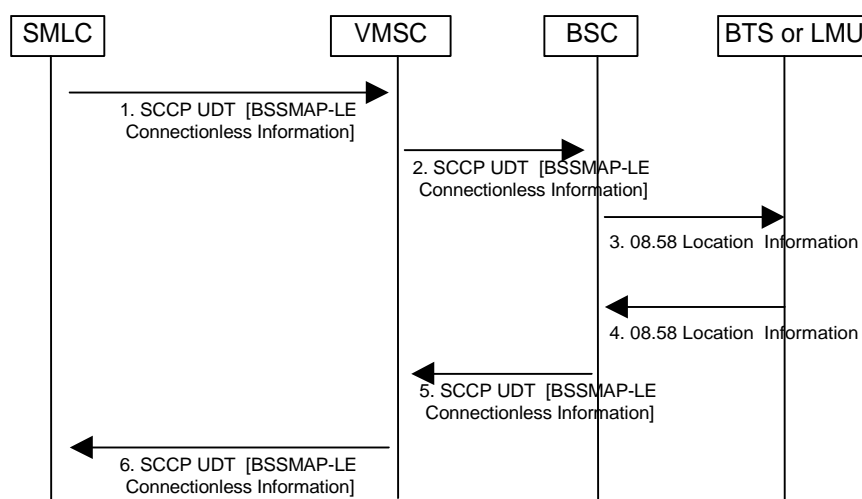 SMLC
VMSC
BSC
BTS or LMU
1. SCCP UDT [BSSMAP-LE
Connectionless Information]
2. SCCP UDT [BSSMAP-LE
Connectionless Information]
3. 08.58 Location Information
4. 08.58 Location Information
5. SCCP UDT [BSSMAP-LE
Connectionless Information]
6. SCCP UDT [BSSMAP-LE
Connectionless Information]